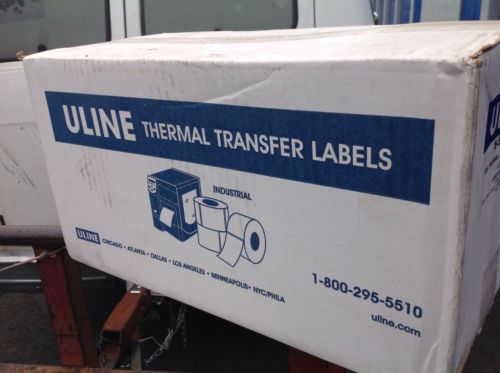 ULINE THERMAL TRANSFER LABELS
INDUSTRIAL
ULINE CHICAGO • ATLANTA • DALLAS • LOS ANGELES • MINNEAPOLIS • NYC/PHILA
1-800-295-5510
uline.com